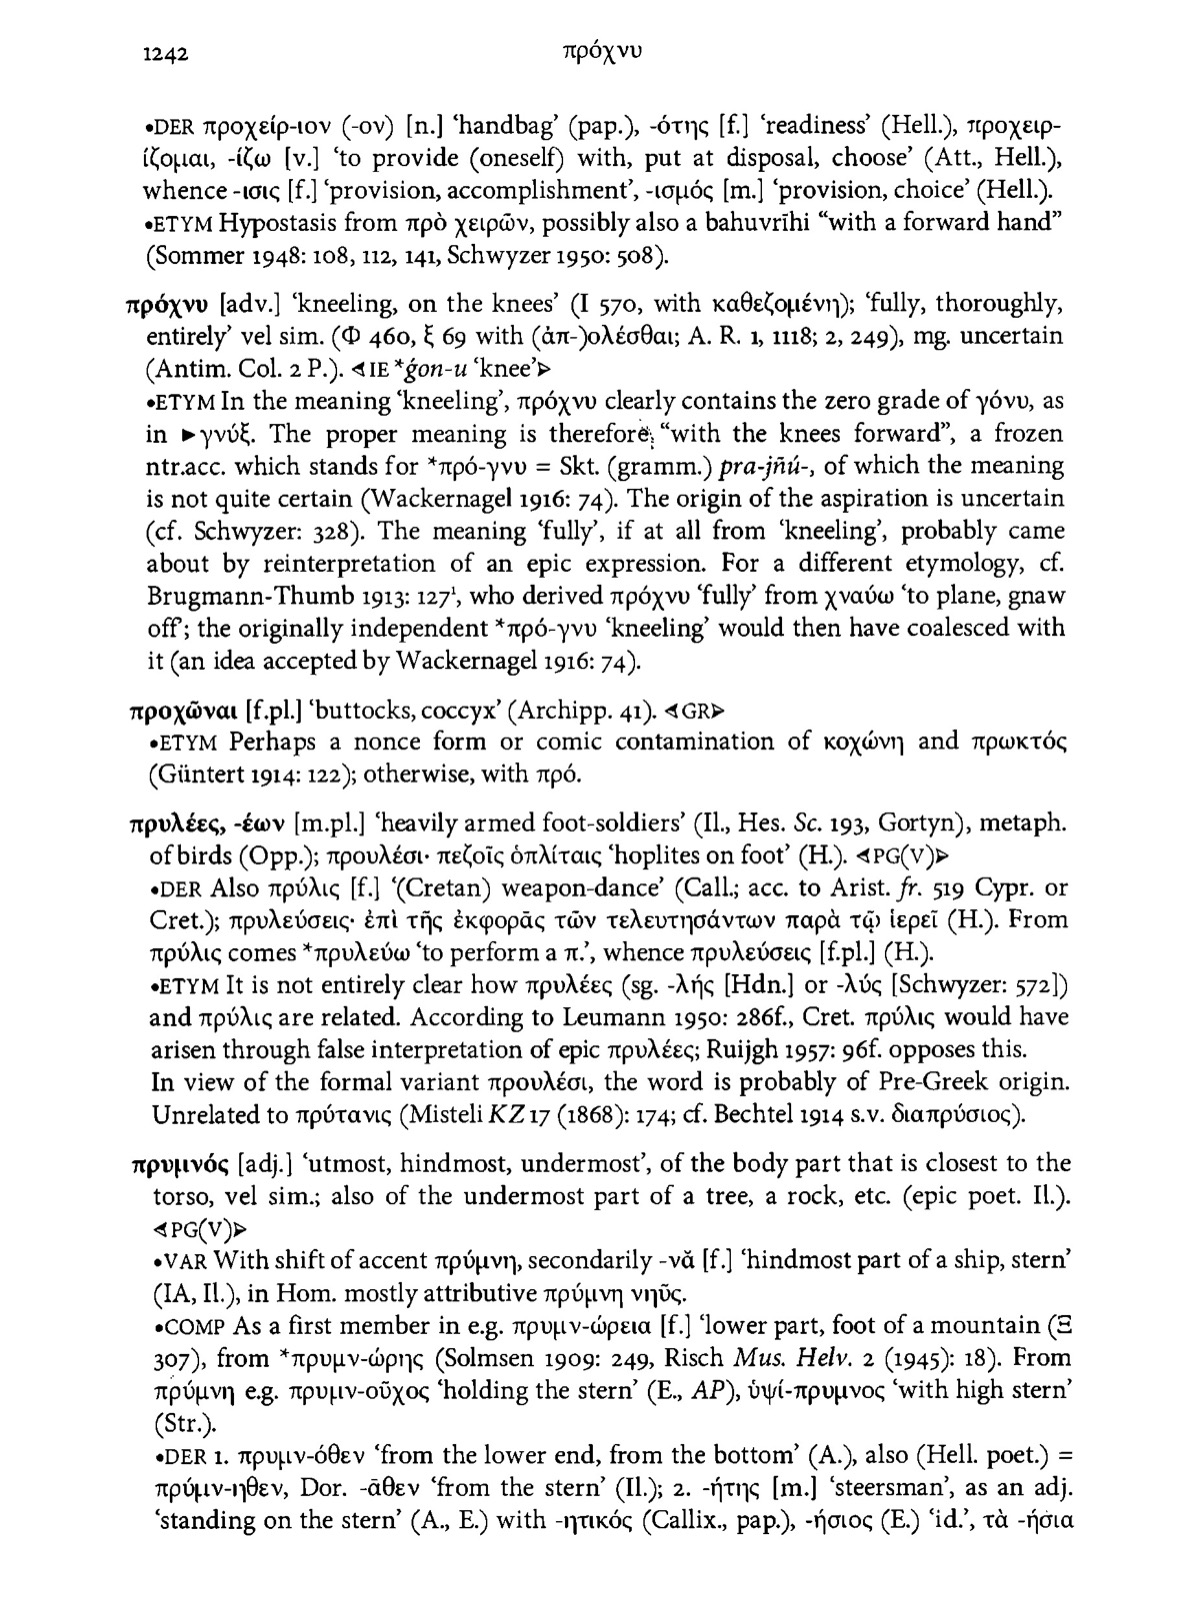 1242
πρόχνυ
•DER προχείρ-ιον (-ον) [n.] ‘handbag’ (pap.), -ότης [f.] ‘readiness’ (Hell.), προχειρ-
ίζομαι, -ίζω [v.] ‘to provide (oneself) with, put at disposal, choose’ (Att., Hell.),
whence -ισις [f.] ‘provision, accomplishment’, -ισμός [m.] ‘provision, choice’ (Hell.).
•ETYM Hypostasis from πρὸ χειρῶν, possibly also a bahuvrīhi “with a forward hand”
(Sommer 1948: 108, 112, 141, Schwyzer 1950: 508).
πρόχνυ [adv.] ‘kneeling, on the knees’ (I 570, with καθεζομένη); ‘fully, thoroughly,
entirely’ vel sim. (Φ 460, ξ 69 with (ἀπ-)ολέσθαι; A. R. 1, 1118; 2, 249), mg. uncertain
(Antim. Col. 2 P.). ⊲IE *ǵon-u ‘knee’⊳
•ETYM In the meaning ‘kneeling’, πρόχνυ clearly contains the zero grade of γόνυ, as
in ►γνύξ. The proper meaning is therefore, “with the knees forward”, a frozen
ntr.acc. which stands for *πρό-γνυ = Skt. (gramm.) pra-jñú-, of which the meaning
is not quite certain (Wackernagel 1916: 74). The origin of the aspiration is uncertain
(cf. Schwyzer: 328). The meaning ‘fully’, if at all from ‘kneeling’, probably came
about by reinterpretation of an epic expression. For a different etymology, cf.
Brugmann-Thumb 1913: 127¹, who derived πρόχνυ ‘fully’ from χναύω ‘to plane, gnaw
off’; the originally independent *πρό-γνυ ‘kneeling’ would then have coalesced with
it (an idea accepted by Wackernagel 1916: 74).
προχῶναι [f.pl.] ‘buttocks, coccyx’ (Archipp. 41). ⊲GR⊳
•ETYM Perhaps a nonce form or comic contamination of κοχώνη and πρωκτός
(Güntert 1914: 122); otherwise, with πρό.
πρυλέες, -έων [m.pl.] ‘heavily armed foot-soldiers’ (Il., Hes. Sc. 193, Gortyn), metaph.
of birds (Opp.); προυλέσι· πεζοῖς ὁπλίταις ‘hoplites on foot’ (H.). ⊲PG(V)⊳
•DER Also πρύλις [f.] ‘(Cretan) weapon-dance’ (Call.; acc. to Arist. fr. 519 Cypr. or
Cret.); πρυλεύσεις· ἐπὶ τῆς ἐκφορᾶς τῶν τελευτησάντων παρὰ τῷ ἱερεῖ (H.). From
πρύλις comes *πρυλεύω ‘to perform a π.’, whence πρυλεύσεις [f.pl.] (H.).
•ETYM It is not entirely clear how πρυλέες (sg. -λής [Hdn.] or -λύς [Schwyzer: 572])
and πρύλις are related. According to Leumann 1950: 286f., Cret. πρύλις would have
arisen through false interpretation of epic πρυλέες; Ruijgh 1957: 96f. opposes this.
In view of the formal variant προυλέσι, the word is probably of Pre-Greek origin.
Unrelated to πρύτανις (Misteli KZ 17 (1868): 174; cf. Bechtel 1914 s.v. διαπρύσιος).
πρυμνός [adj.] ‘utmost, hindmost, undermost’, of the body part that is closest to the
torso, vel sim.; also of the undermost part of a tree, a rock, etc. (epic poet. Il.).
⊲PG(V)⊳
•VAR With shift of accent πρύμνη, secondarily -νᾰ [f.] ‘hindmost part of a ship, stern’
(IA, Il.), in Hom. mostly attributive πρύμνη νηῦς.
•COMP As a first member in e.g. πρυμν-ώρεια [f.] ‘lower part, foot of a mountain (Ξ
307), from *πρυμν-ώρης (Solmsen 1909: 249, Risch Mus. Helv. 2 (1945): 18). From
πρύμνη e.g. πρυμν-οῦχος ‘holding the stern’ (E., AP), ὑψί-πρυμνος ‘with high stern’
(Str.).
•DER 1. πρυμν-όθεν ‘from the lower end, from the bottom’ (A.), also (Hell. poet.) =
πρύμν-ηθεν, Dor. -ᾱθεν ‘from the stern’ (Il.); 2. -ήτης [m.] ‘steersman’, as an adj.
‘standing on the stern’ (A., E.) with -ητικός (Callix., pap.), -ήσιος (E.) ‘id.’, τὰ -ήσια